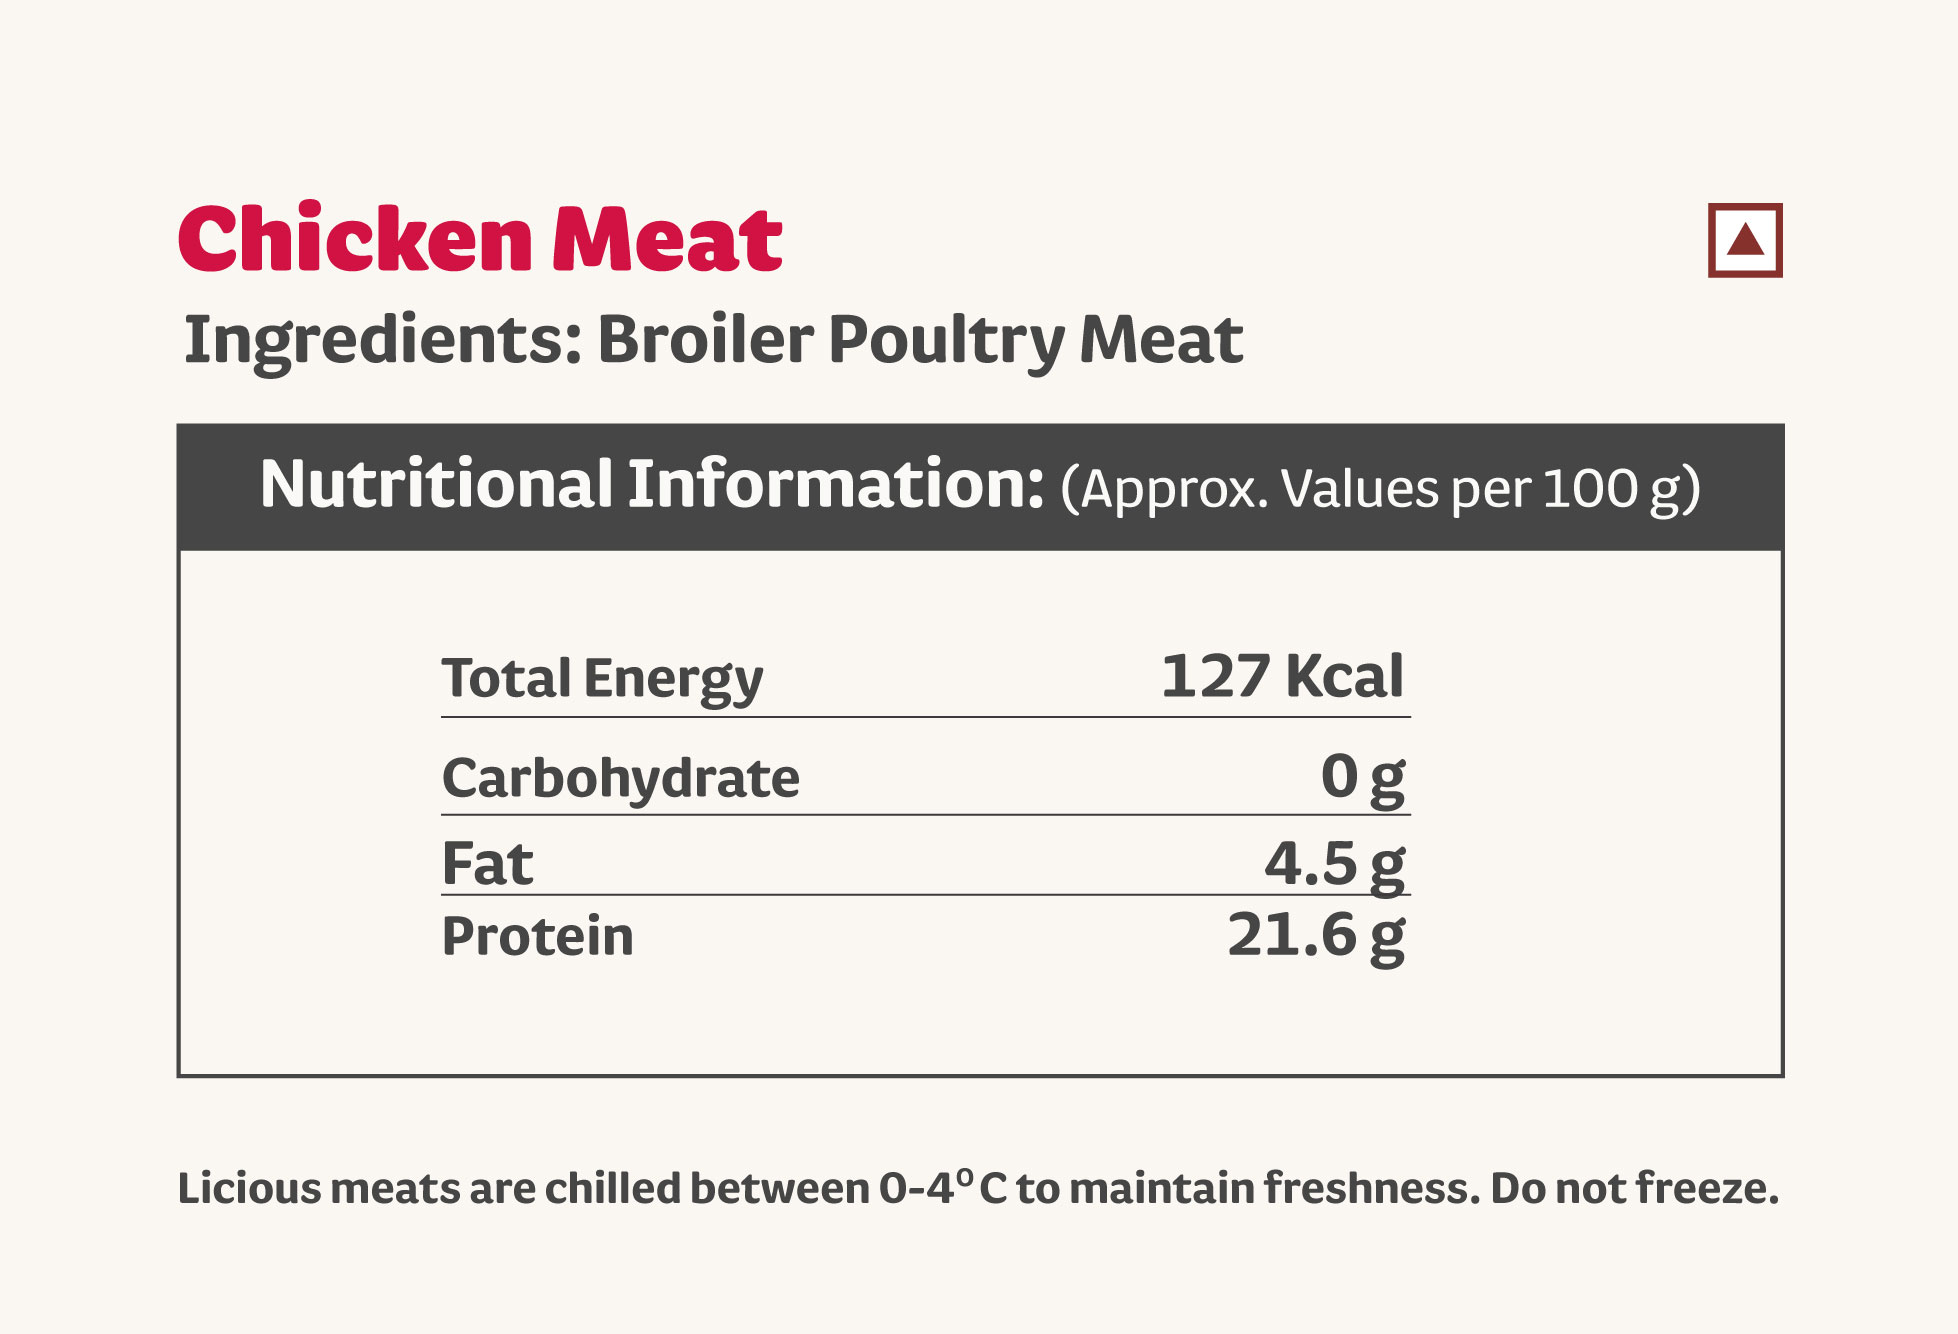 Chicken Meat
Ingredients: Broiler Poultry Meat
Nutritional Information: (Approx. Values per 100 g)
Total Energy 127 Kcal
Carbohydrate 0 g
Fat 4.5 g
Protein 21.6 g
Licious meats are chilled between 0-4⁰ C to maintain freshness. Do not freeze.